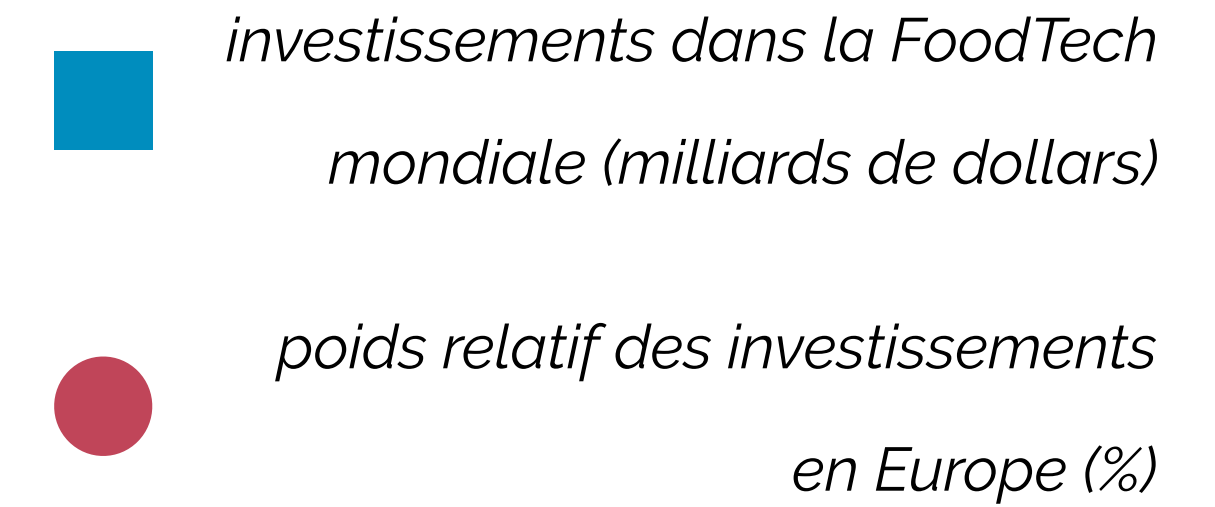 investissements dans la FoodTech
mondiale (milliards de dollars)
poids relatif des investissements
en Europe (%)